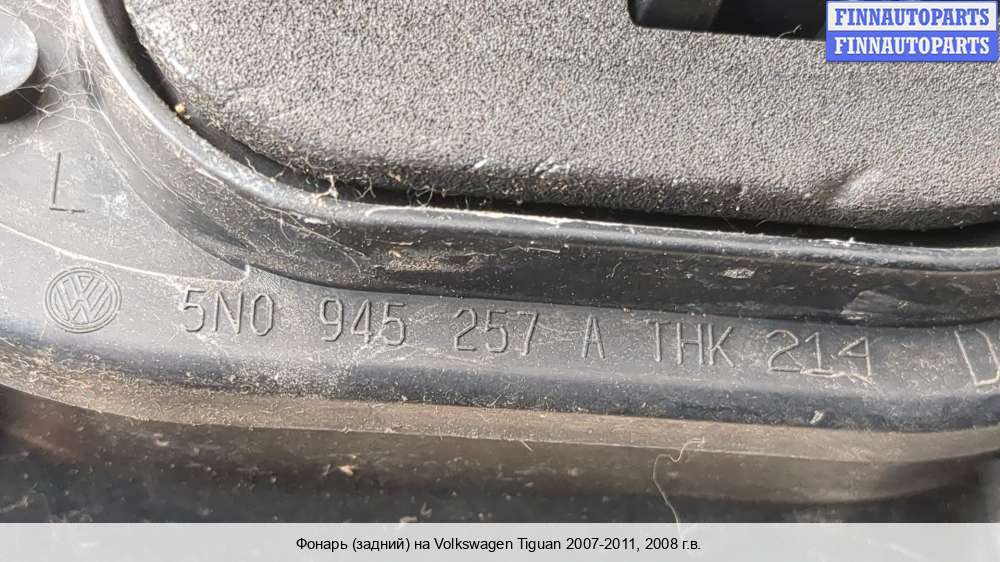 FINNAUTOPARTS
FINNAUTOPARTS
L
5N0 945 257 A THK 214
Фонарь (задний) на Volkswagen Tiguan 2007-2011, 2008 г.в.